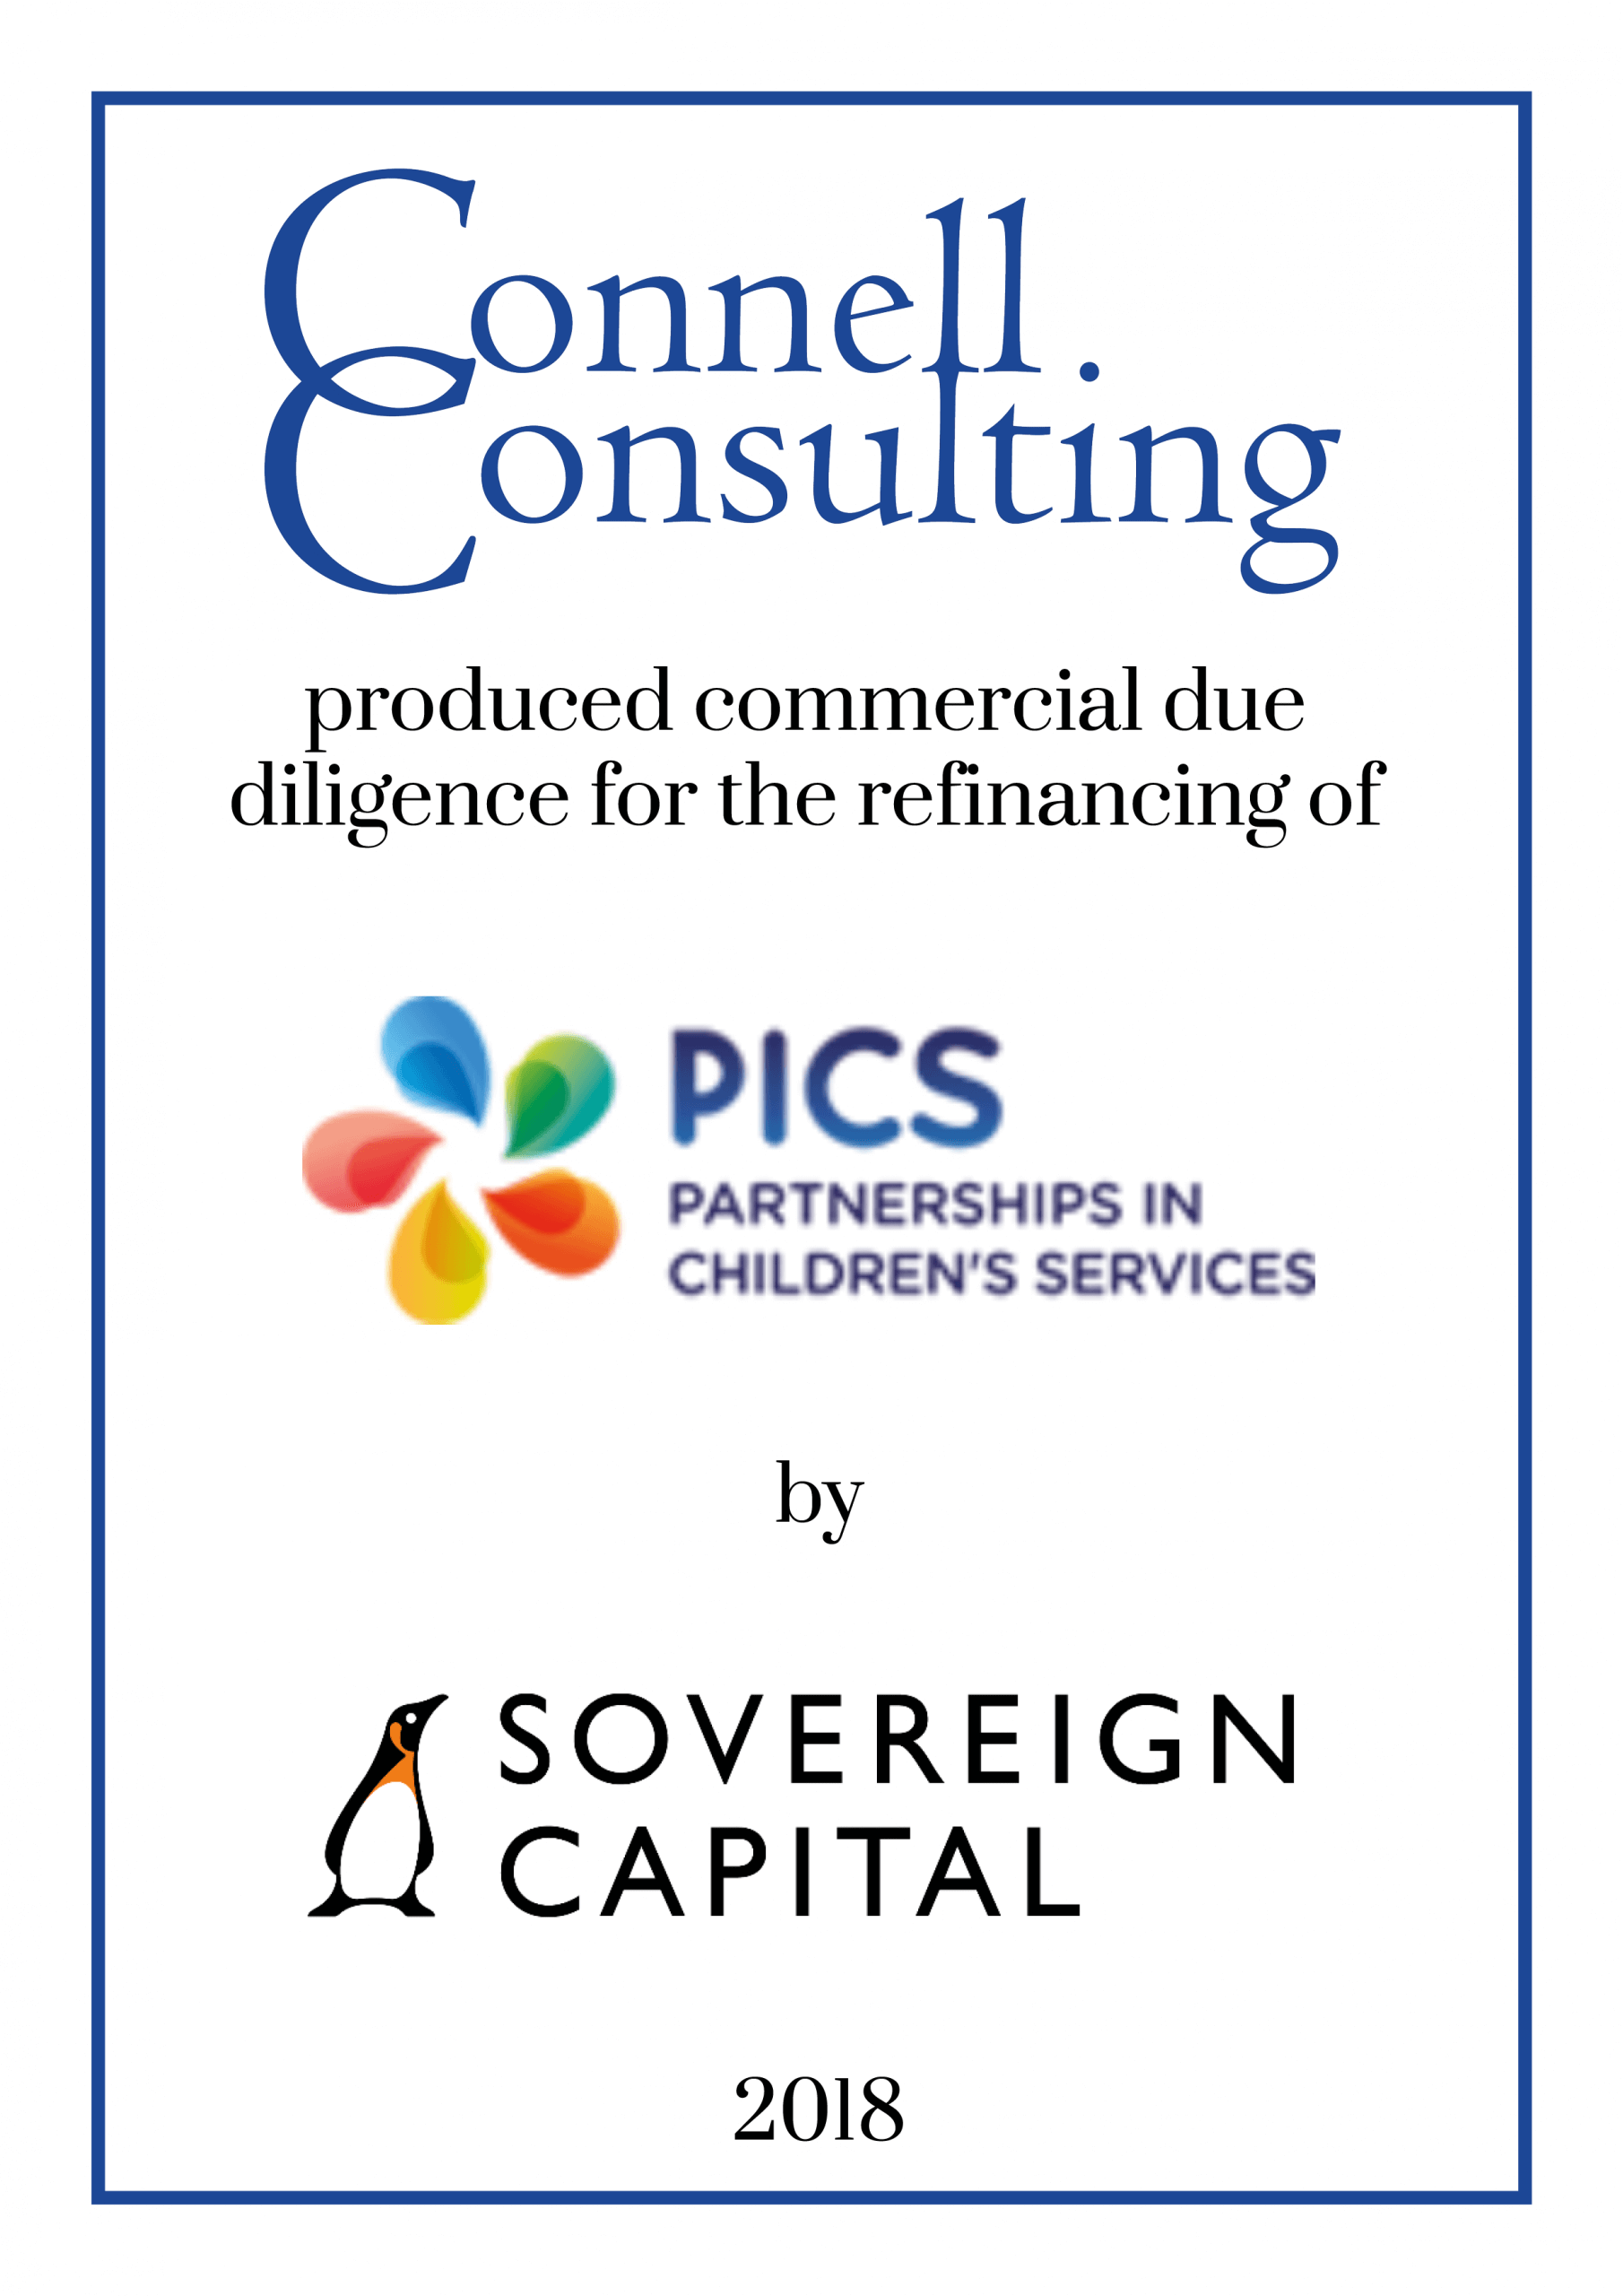 Connell
Consulting
produced commercial due
diligence for the refinancing of
PICS
PARTNERSHIPS IN
CHILDREN'S SERVICES
by
SOVEREIGN
CAPITAL
2018